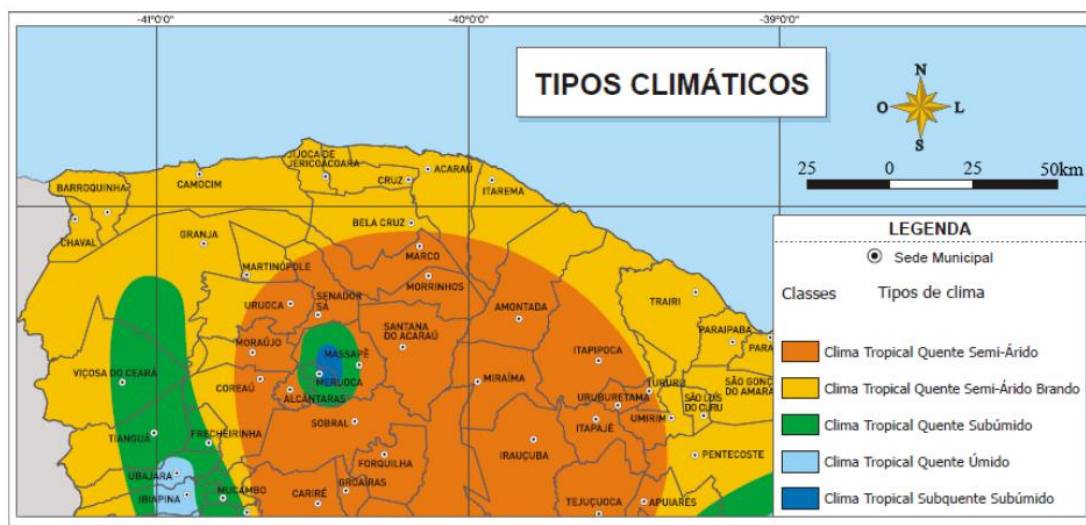 -41°0'
-40°0'
-39°0'
TIPOS CLIMÁTICOS
N
O
L
S
25
0
25
50km
JIJOCA DE
JERICOACOARA
ACARAÚ
CRUZ
ITAREMA
CAMOCIM
BARROQUINHA
CHAVAL
BELA CRUZ
GRANJA
MARCO
MARTINÓPOLE
MORRINHOS
URUOCA
SENADOR
SÁ
AMONTADA
TRAIRI
SANTANA
DO ACARAÚ
PARAIPABA
PARA
MORAÚJO
MASSAPÊ
ITAPIPOCA
VIÇOSA DO CEARÁ
COREAÚ
MERUOCA
MIRAÍMA
TURURU
SÃO GONÇ
DO AMARA
ALCÂNTARAS
URUBURETAMA
SÃO LUÍS
DO CURU
UMIRIM
SOBRAL
ITAPAJÉ
TIANGUÁ
FRECHEIRINHA
IRAUÇUBA
PENTECOSTE
FORQUILHA
UBAJARA
IBIAPINA
MUCAMBO
GROAÍRAS
CARIRÉ
TEJUÇUOCA
APUIARÉS
LEGENDA
Sede Municipal
Classes Tipos de clima
Clima Tropical Quente Semi-Árido
Clima Tropical Quente Semi-Árido Brando
Clima Tropical Quente Subúmido
Clima Tropical Quente Úmido
Clima Tropical Subquente Subúmido